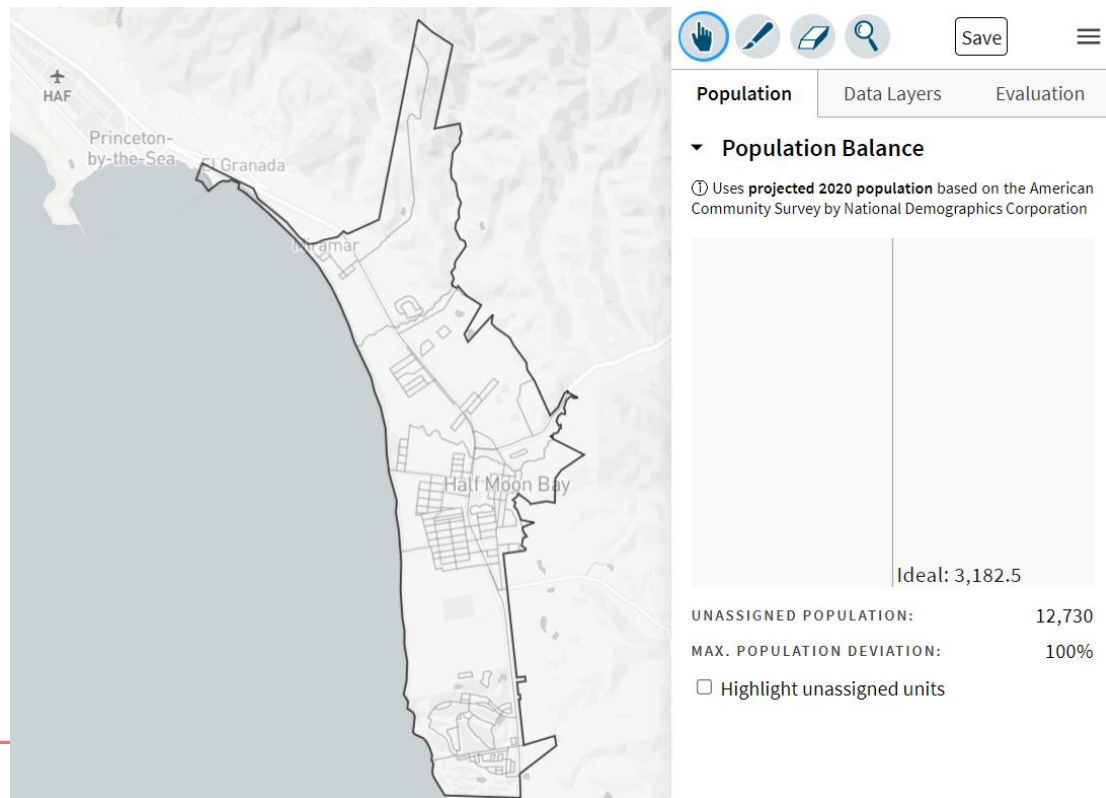 HAF
Princeton-
by-the-Sea
El Granada
Miramar
Half Moon Bay
Save
Population
Data Layers
Evaluation
Population Balance
ⓘ Uses projected 2020 population based on the American
Community Survey by National Demographics Corporation
Ideal: 3,182.5
UNASSIGNED POPULATION: 12,730
MAX. POPULATION DEVIATION: 100%
Highlight unassigned units